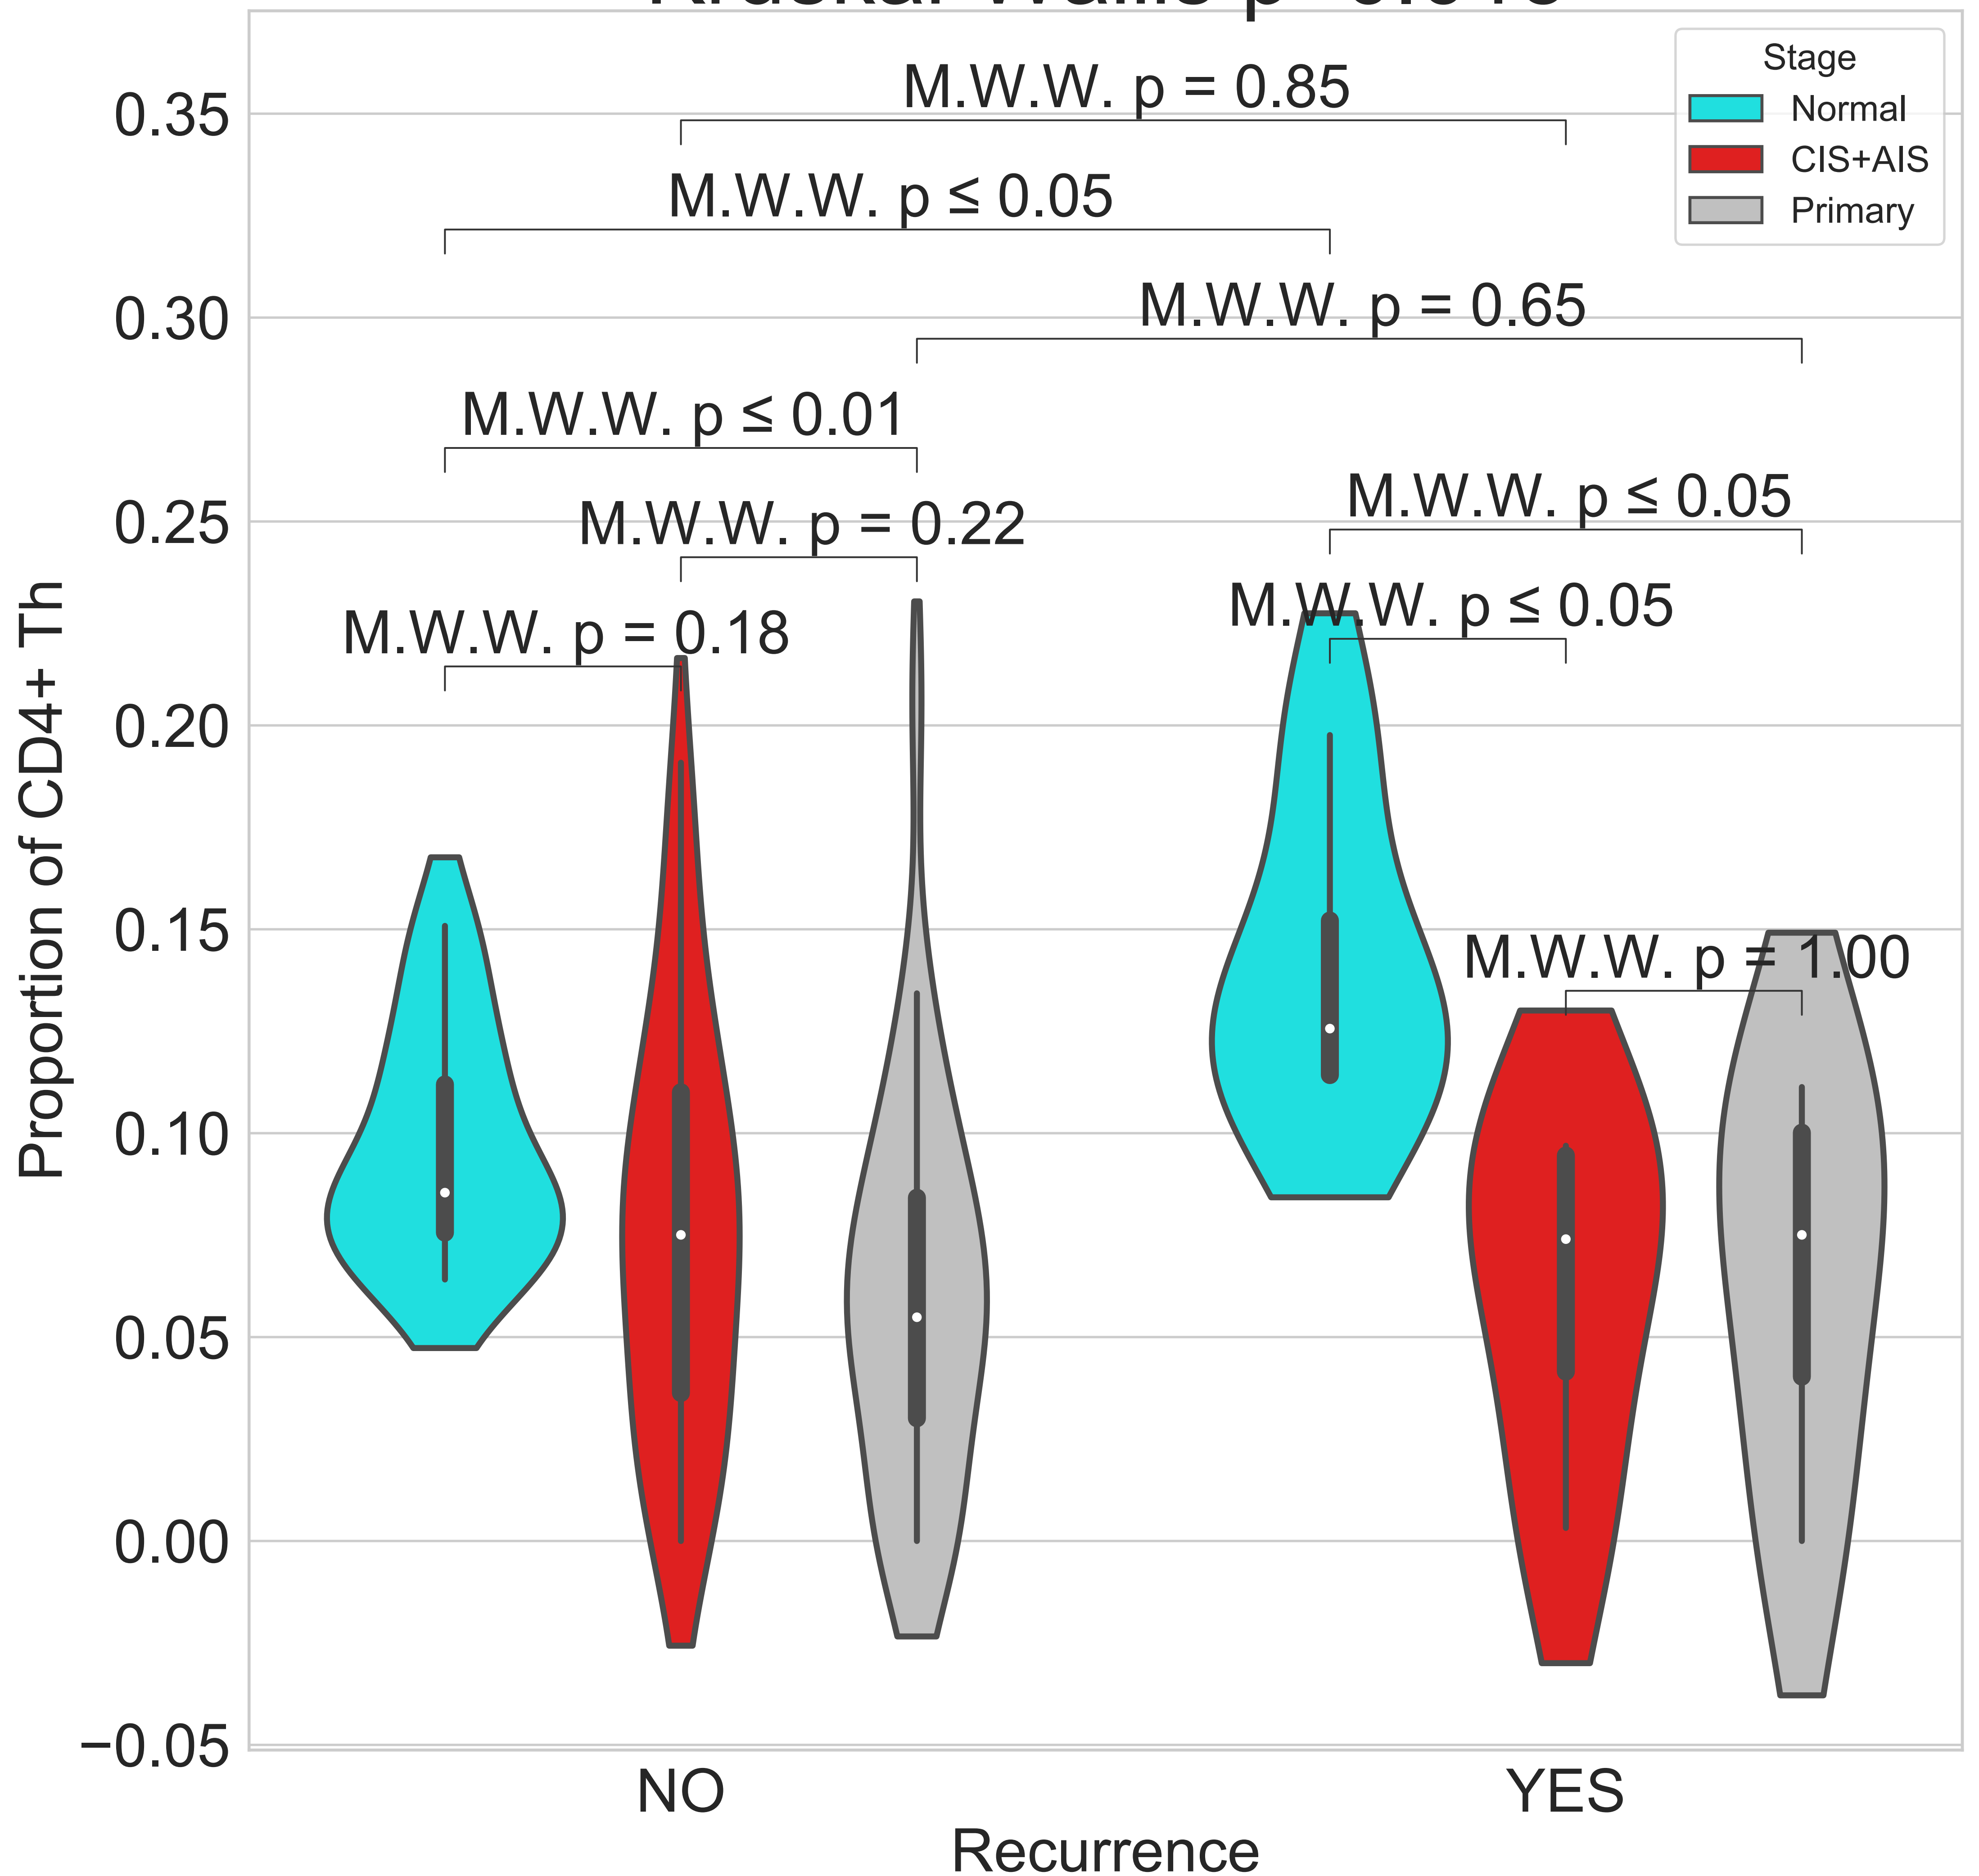 Stage
Normal
CIS+AIS
Primary
M.W.W. p = 0.85
M.W.W. p ≤ 0.05
M.W.W. p = 0.65
M.W.W. p ≤ 0.01
M.W.W. p ≤ 0.05
M.W.W. p = 0.22
M.W.W. p ≤ 0.05
M.W.W. p = 0.18
M.W.W. p = 1.00
Proportion of CD4+ Th
0.35
0.30
0.25
0.20
0.15
0.10
0.05
0.00
−0.05
NO
YES
Recurrence